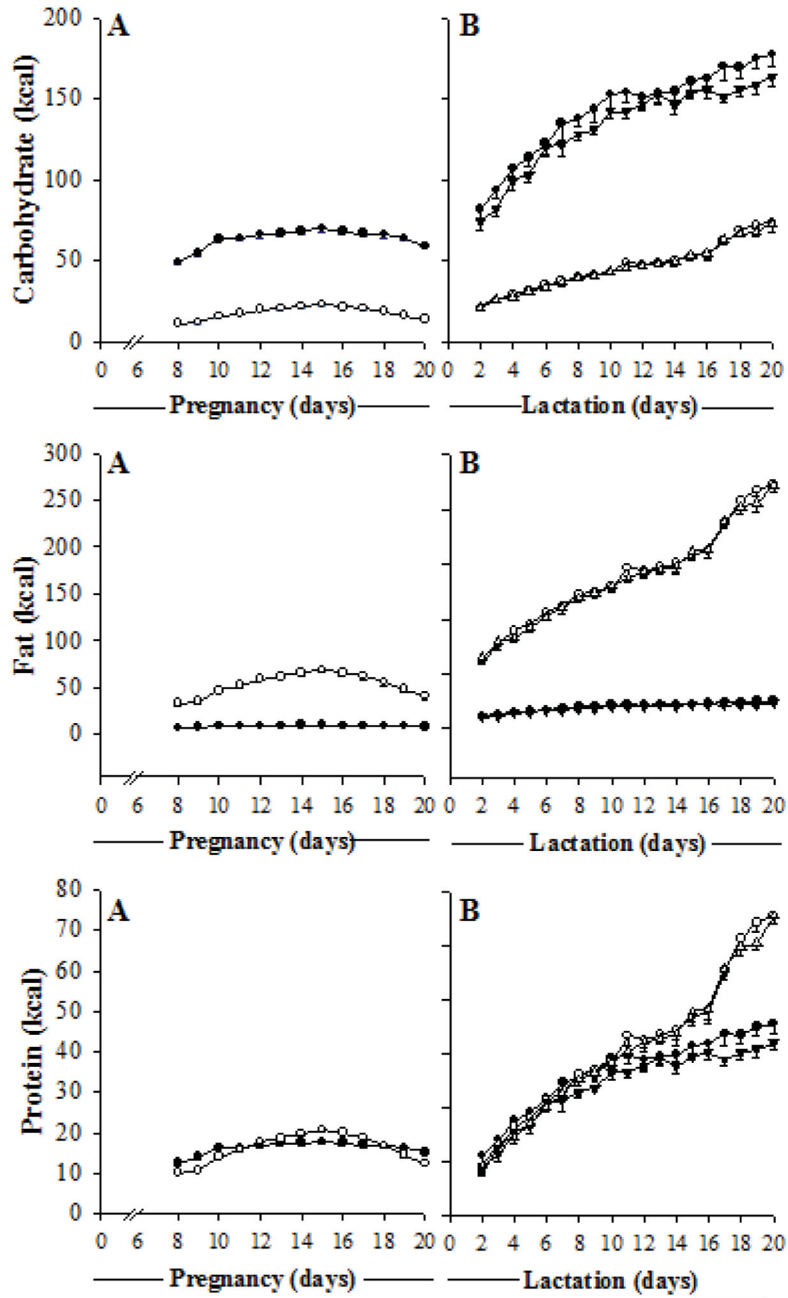 A B
Carbohydrate (kcal)
200
150
100
50
0
0 6 8 10 12 14 16 18 20 0 2 4 6 8 10 12 14 16 18 20
Pregnancy (days) Lactation (days)
A B
Fat (kcal)
300
250
200
150
100
50
0
0 6 8 10 12 14 16 18 20 0 2 4 6 8 10 12 14 16 18 20
Pregnancy (days) Lactation (days)
A B
Protein (kcal)
80
70
60
50
40
30
20
10
0
0 6 8 10 12 14 16 18 20 0 2 4 6 8 10 12 14 16 18 20
Pregnancy (days) Lactation (days)